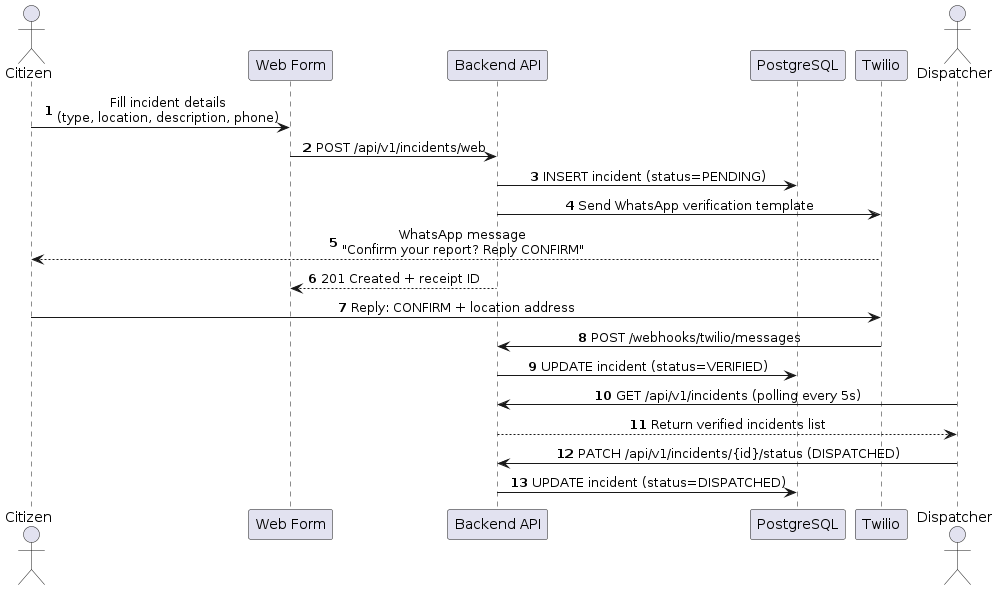 Citizen
Web Form
Backend API
PostgreSQL
Twilio
Dispatcher
1 Fill incident details
(type, location, description, phone)
2 POST /api/v1/incidents/web
3 INSERT incident (status=PENDING)
4 Send WhatsApp verification template
5 WhatsApp message
"Confirm your report? Reply CONFIRM"
6 201 Created + receipt ID
7 Reply: CONFIRM + location address
8 POST /webhooks/twilio/messages
9 UPDATE incident (status=VERIFIED)
10 GET /api/v1/incidents (polling every 5s)
11 Return verified incidents list
12 PATCH /api/v1/incidents/{id}/status (DISPATCHED)
13 UPDATE incident (status=DISPATCHED)
Citizen
Web Form
Backend API
PostgreSQL
Twilio
Dispatcher